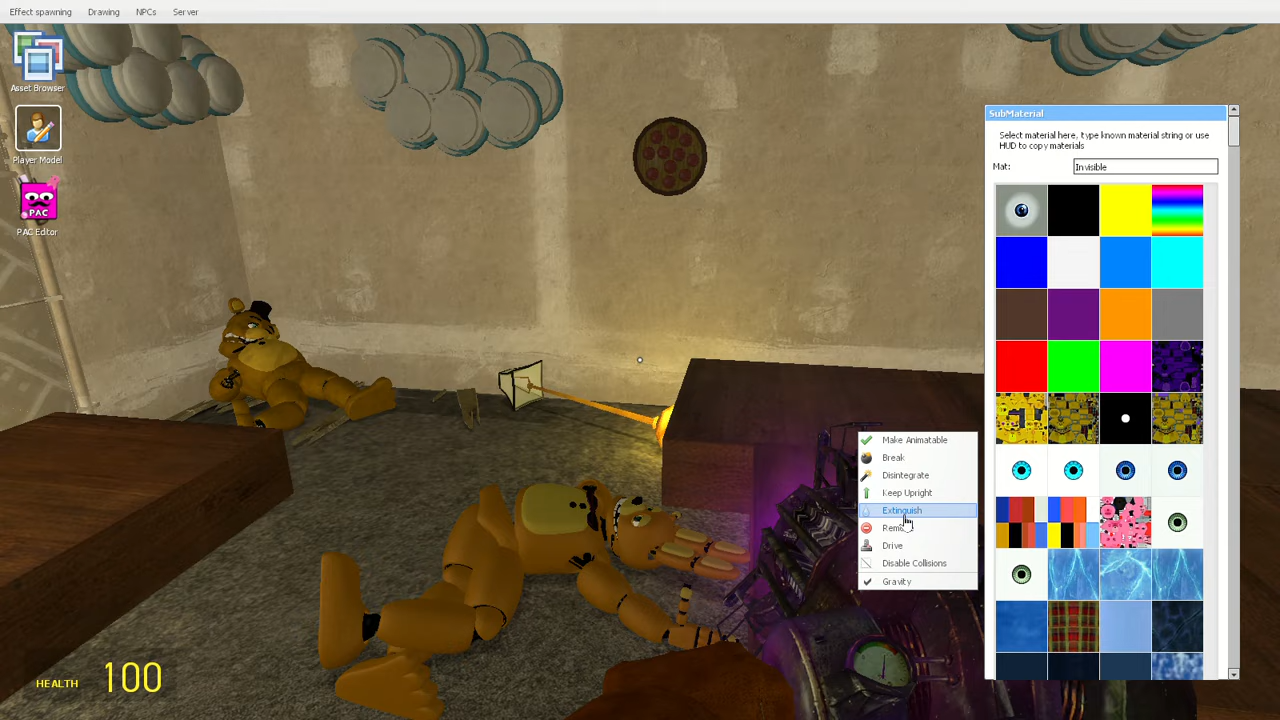 Effect spawning Drawing NPCs Server
Asset Browser
Player Model
PAC
PAC Editor
SubMaterial
Select material here, type known material string or use
HUD to copy materials
Mat: Invisible
Make Animatable
Break
Disintegrate
Keep Upright
Extinguish
Drive
Disable Collisions
Gravity
HEALTH 100